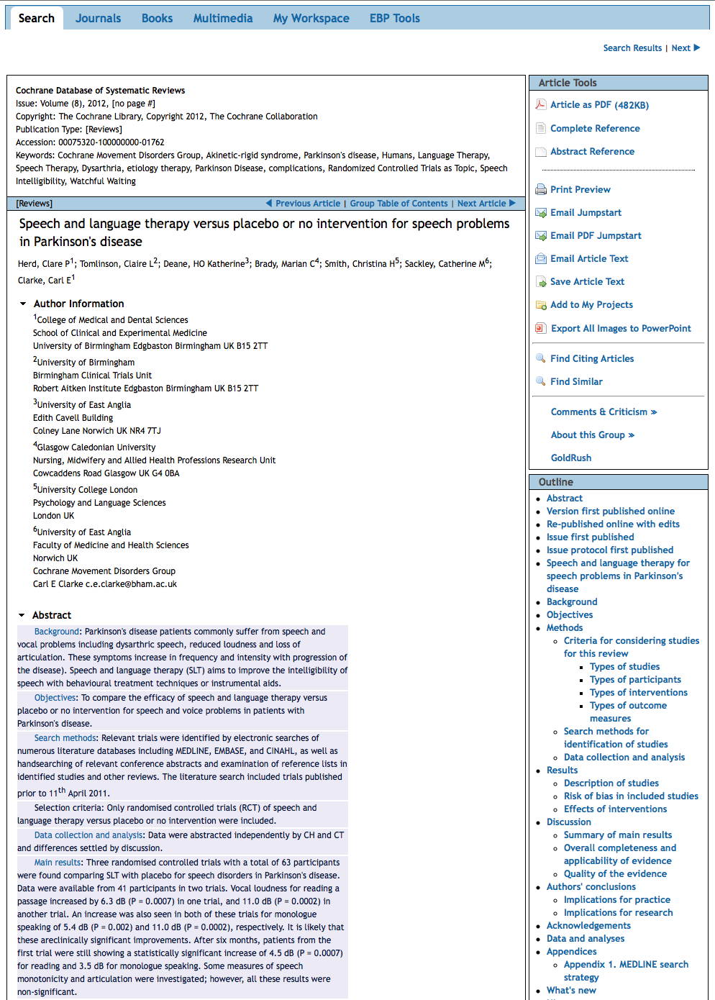 Search Journals Books Multimedia My Workspace EBP Tools
Search Results | Next ▶
Cochrane Database of Systematic Reviews
Issue: Volume (8), 2012, [no page #]
Copyright: The Cochrane Library, Copyright 2012, The Cochrane Collaboration
Publication Type: [Reviews]
Accession: 00075320-100000000-01762
Keywords: Cochrane Movement Disorders Group, Akinetic-rigid syndrome, Parkinson's disease, Humans, Language Therapy,
Speech Therapy, Dysarthria, etiology therapy, Parkinson Disease, complications, Randomized Controlled Trials as Topic, Speech
Intelligibility, Watchful Waiting
[Reviews] ◀ Previous Article | Group Table of Contents | Next Article ▶
Speech and language therapy versus placebo or no intervention for speech problems
in Parkinson's disease
Herd, Clare P1; Tomlinson, Claire L2; Deane, HO Katherine3; Brady, Marian C4; Smith, Christina H5; Sackley, Catherine M6;
Clarke, Carl E1
Author Information
1College of Medical and Dental Sciences
School of Clinical and Experimental Medicine
University of Birmingham Edgbaston Birmingham UK B15 2TT
2University of Birmingham
Birmingham Clinical Trials Unit
Robert Aitken Institute Edgbaston Birmingham UK B15 2TT
3University of East Anglia
Edith Cavell Building
Colney Lane Norwich UK NR4 7TJ
4Glasgow Caledonian University
Nursing, Midwifery and Allied Health Professions Research Unit
Cowcaddens Road Glasgow UK G4 0BA
5University College London
Psychology and Language Sciences
London UK
6University of East Anglia
Faculty of Medicine and Health Sciences
Norwich UK
Cochrane Movement Disorders Group
Carl E Clarke c.e.clarke@bham.ac.uk
Abstract
Background: Parkinson's disease patients commonly suffer from speech and
vocal problems including dysarthric speech, reduced loudness and loss of
articulation. These symptoms increase in frequency and intensity with progression of
the disease). Speech and language therapy (SLT) aims to improve the intelligibility of
speech with behavioural treatment techniques or instrumental aids.
Objectives: To compare the efficacy of speech and language therapy versus
placebo or no intervention for speech and voice problems in patients with
Parkinson's disease.
Search methods: Relevant trials were identified by electronic searches of
numerous literature databases including MEDLINE, EMBASE, and CINAHL, as well as
handsearching of relevant conference abstracts and examination of reference lists in
identified studies and other reviews. The literature search included trials published
prior to 11th April 2011.
Selection criteria: Only randomised controlled trials (RCT) of speech and
language therapy versus placebo or no intervention were included.
Data collection and analysis: Data were abstracted independently by CH and CT
and differences settled by discussion.
Main results: Three randomised controlled trials with a total of 63 participants
were found comparing SLT with placebo for speech disorders in Parkinson's disease.
Data were available from 41 participants in two trials. Vocal loudness for reading a
passage increased by 6.3 dB (P = 0.0007) in one trial, and 11.0 dB (P = 0.0002) in
another trial. An increase was also seen in both of these trials for monologue
speaking of 5.4 dB (P = 0.002) and 11.0 dB (P = 0.0002), respectively. It is likely that
these areclinically significant improvements. After six months, patients from the
first trial were still showing a statistically significant increase of 4.5 dB (P = 0.0007)
for reading and 3.5 dB for monologue speaking. Some measures of speech
monotonicity and articulation were investigated; however, all these results were
non-significant.
Article Tools
Article as PDF (482KB)
Complete Reference
Abstract Reference
Print Preview
Email Jumpstart
Email PDF Jumpstart
Email Article Text
Save Article Text
Add to My Projects
Export All Images to PowerPoint
Find Citing Articles
Find Similar
Comments & Criticism »
About this Group »
GoldRush
Outline
Abstract
Version first published online
Re-published online with edits
Issue first published
Issue protocol first published
Speech and language therapy for
speech problems in Parkinson's
disease
Background
Objectives
Methods
Criteria for considering studies
for this review
Types of studies
Types of participants
Types of interventions
Types of outcome
measures
Search methods for
identification of studies
Data collection and analysis
Results
Description of studies
Risk of bias in included studies
Effects of interventions
Discussion
Summary of main results
Overall completeness and
applicability of evidence
Quality of the evidence
Authors' conclusions
Implications for practice
Implications for research
Acknowledgements
Data and analyses
Appendices
Appendix 1. MEDLINE search
strategy
What's new